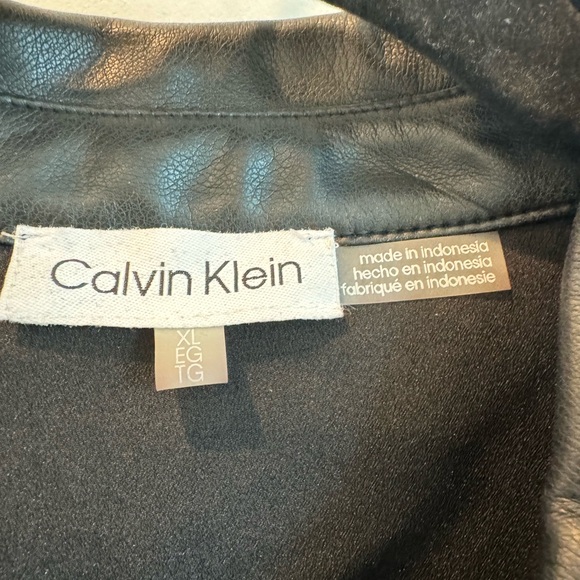 Calvin Klein
made in indonesia
hecho en indonesia
fabriqué en indonesie
XL
EG
TG